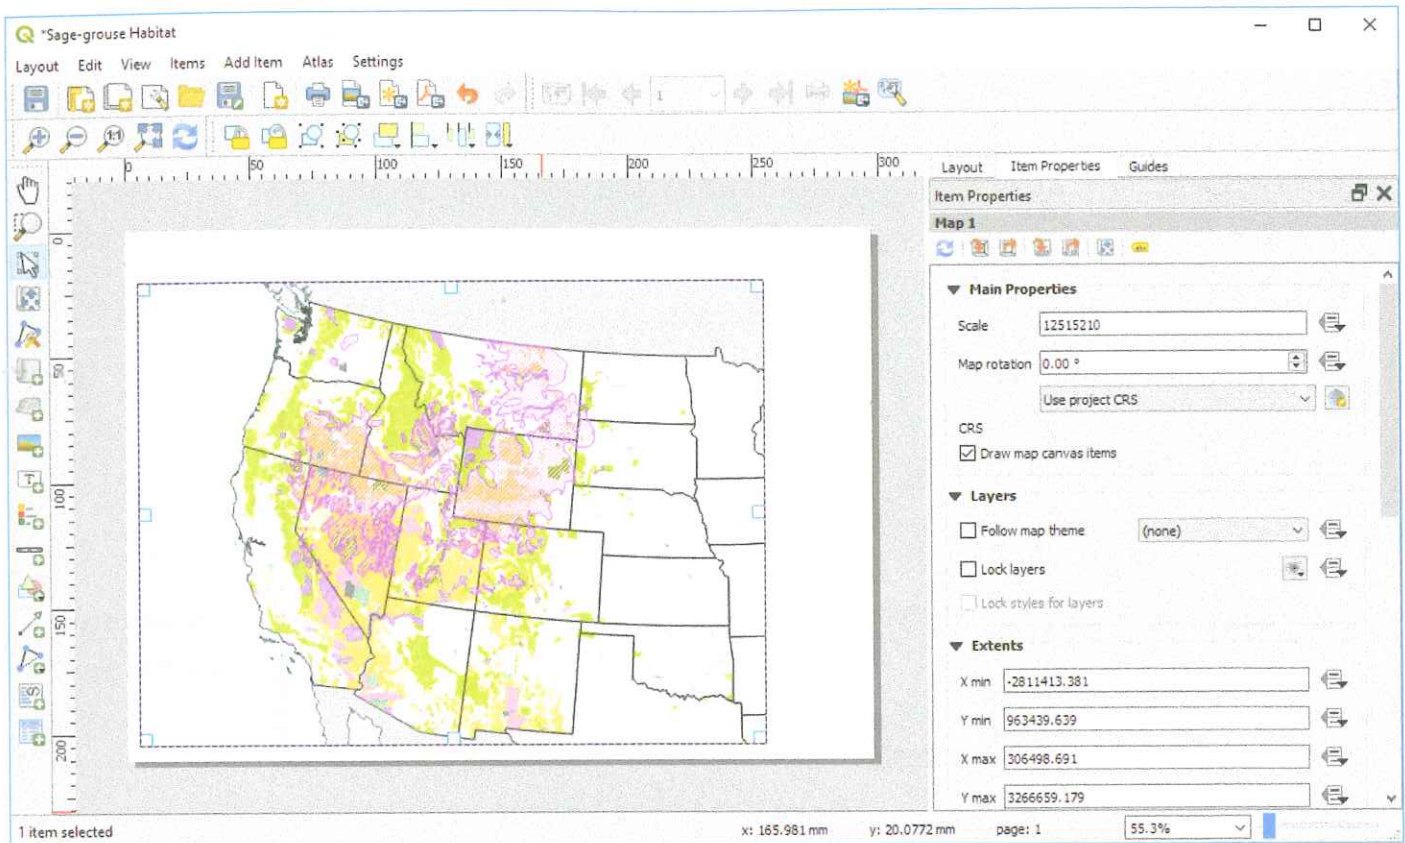 *Sage-grouse Habitat
Layout Edit View Items Add Item Atlas Settings
1
0 50 100 150 200 250 300
0
50
100
150
200
Layout Item Properties Guides
Item Properties
Map 1
Main Properties
Scale 12515210
Map rotation 0.00 °
Use project CRS
CRS
Draw map canvas items
Layers
Follow map theme (none)
Lock layers
Lock styles for layers
Extents
X min -2811413.381
Y min 963439.639
X max 306498.691
Y max 3266659.179
1 item selected x: 165.981 mm y: 20.0772 mm page: 1 55.3%